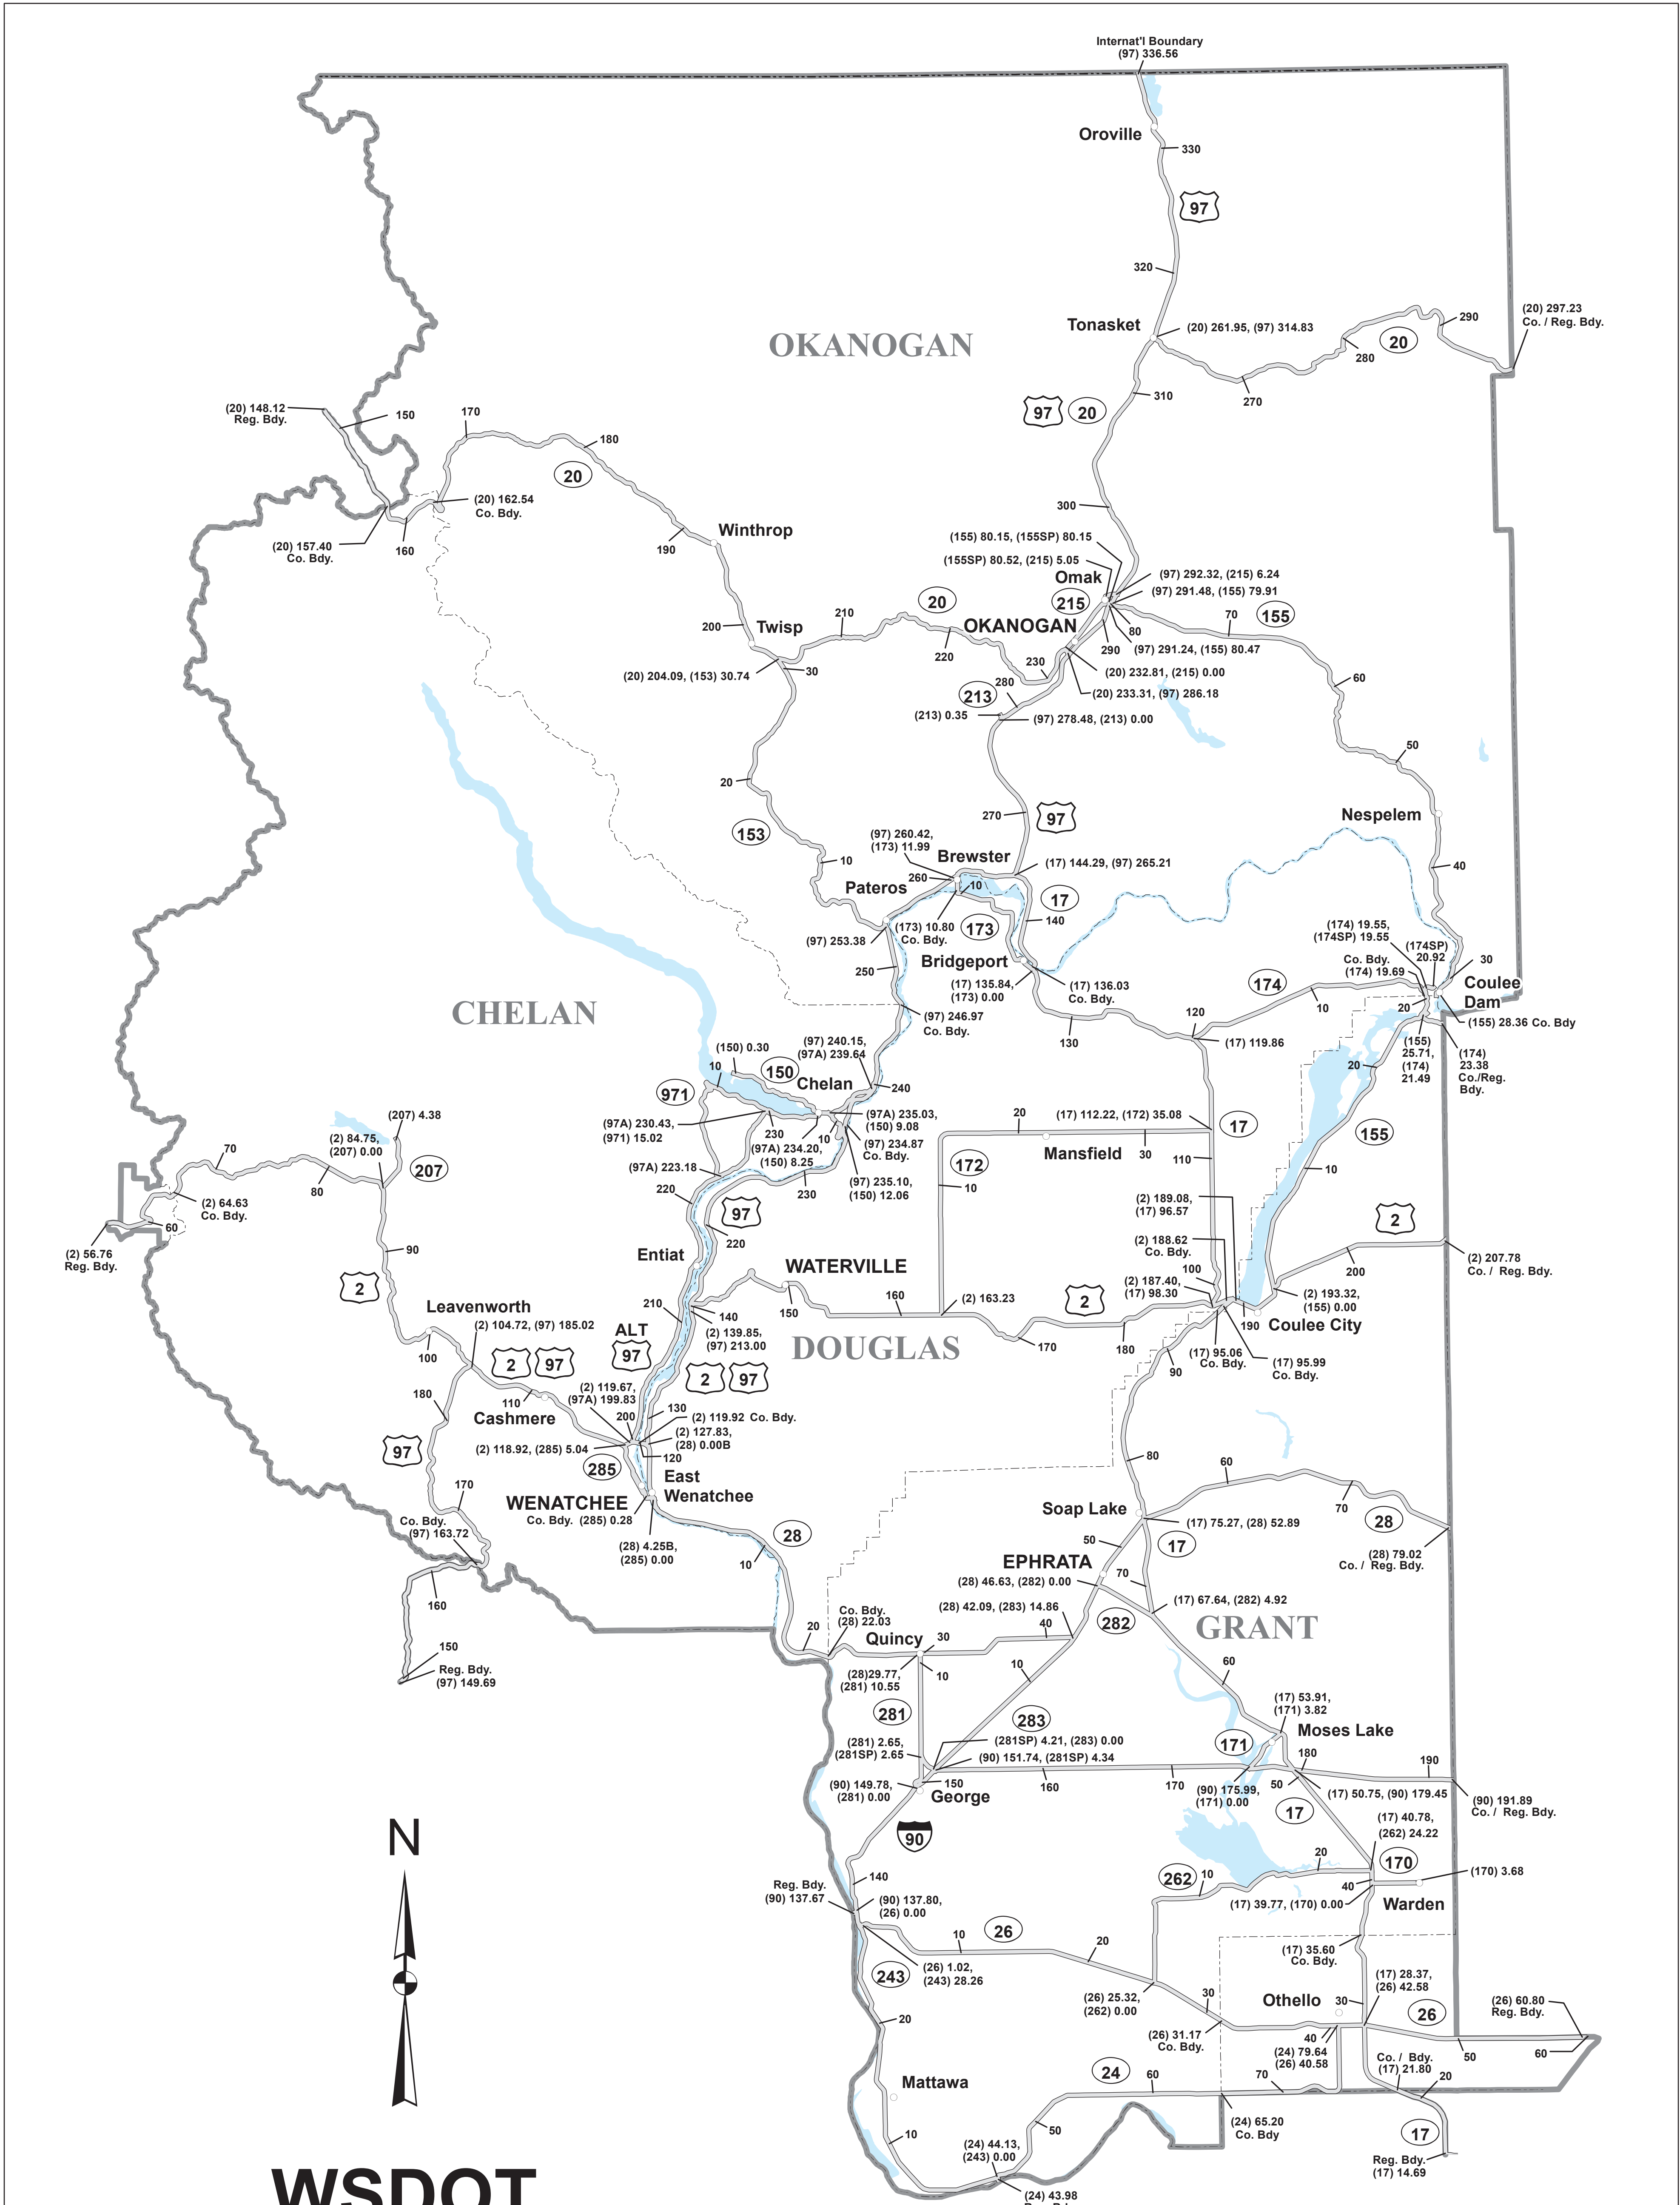 Internat'l Boundary
(97) 336.56
Oroville
330
97
320
OKANOGAN
Tonasket
(20) 261.95, (97) 314.83
290
(20) 297.23
Co. / Reg. Bdy.
20
280
270
310
97
20
(20) 148.12
Reg. Bdy.
150
170
180
20
(20) 162.54
Co. Bdy.
(20) 157.40
Co. Bdy.
160
Winthrop
190
300
(155) 80.15, (155SP) 80.15
(155SP) 80.52, (215) 5.05
Omak
(97) 292.32, (215) 6.24
(97) 291.48, (155) 79.91
215
20
210
200
Twisp
OKANOGAN
220
80
70
155
290
(97) 291.24, (155) 80.47
230
(20) 232.81, (215) 0.00
(20) 204.09, (153) 30.74
30
280
213
(20) 233.31, (97) 286.18
60
(213) 0.35
(97) 278.48, (213) 0.00
50
20
153
270
97
Nespelem
(97) 260.42,
(173) 11.99
Brewster
(17) 144.29, (97) 265.21
10
260
10
Pateros
17
40
140
(173) 10.80
Co. Bdy.
173
(97) 253.38
(174) 19.55,
(174SP) 19.55
(174SP)
20.92
Co. Bdy.
(174) 19.69
30
Bridgeport
250
174
(17) 135.84,
(173) 0.00
(17) 136.03
Co. Bdy.
10
Coulee
Dam
20
CHELAN
(97) 246.97
Co. Bdy.
120
130
(17) 119.86
(155) 28.36 Co. Bdy
(155)
25.71,
(174)
21.49
(174)
23.38
Co./Reg.
Bdy.
20
(150) 0.30
(97) 240.15,
(97A) 239.64
10
150
Chelan
971
240
(207) 4.38
(97A) 230.43,
(971) 15.02
230
(97A) 235.03,
(150) 9.08
10
20
(17) 112.22, (172) 35.08
17
155
(97A) 234.20,
(150) 8.25
(97) 234.87
Co. Bdy.
Mansfield
30
(2) 84.75,
(207) 0.00
70
207
80
(97A) 223.18
172
110
10
220
230
(97) 235.10,
(150) 12.06
10
(2) 64.63
Co. Bdy.
60
(2) 189.08,
(17) 96.57
97
2
90
220
(2) 188.62
Co. Bdy.
(2) 56.76
Reg. Bdy.
Entiat
WATERVILLE
100
(2) 207.78
Co. / Reg. Bdy.
200
2
(2) 187.40,
(17) 98.30
160
(2) 163.23
2
(2) 193.32,
(155) 0.00
Leavenworth
210
150
140
190
Coulee City
(2) 104.72, (97) 185.02
ALT
97
(2) 139.85,
(97) 213.00
DOUGLAS
170
180
(17) 95.06
Co. Bdy.
(17) 95.99
Co. Bdy.
100
2
97
90
2
97
180
110
(2) 119.67,
(97A) 199.83
Cashmere
200
130
(2) 119.92 Co. Bdy.
(2) 127.83,
(28) 0.00B
97
(2) 118.92, (285) 5.04
120
80
285
East
Wenatchee
60
170
WENATCHEE
Co. Bdy. (285) 0.28
Soap Lake
70
28
Co. Bdy.
(97) 163.72
(17) 75.27, (28) 52.89
28
(28) 4.25B,
(285) 0.00
10
50
17
(28) 79.02
Co. / Reg. Bdy.
EPHRATA
70
(28) 46.63, (282) 0.00
160
(17) 67.64, (282) 4.92
Co. Bdy.
(28) 22.03
(28) 42.09, (283) 14.86
282
GRANT
20
Quincy
30
40
150
Reg. Bdy.
(97) 149.69
(28)29.77,
(281) 10.55
10
10
60
(17) 53.91,
(171) 3.82
281
283
Moses Lake
(281) 2.65,
(281SP) 2.65
(281SP) 4.21, (283) 0.00
171
(90) 151.74, (281SP) 4.34
180
190
(90) 149.78,
(281) 0.00
150
160
170
50
George
(90) 175.99,
(171) 0.00
(17) 50.75, (90) 179.45
(90) 191.89
Co. / Reg. Bdy.
17
(17) 40.78,
(262) 24.22
N
90
20
170
140
262
10
(170) 3.68
Reg. Bdy.
(90) 137.67
40
(90) 137.80,
(26) 0.00
(17) 39.77, (170) 0.00
Warden
26
10
20
(17) 35.60
Co. Bdy.
243
(26) 1.02,
(243) 28.26
(17) 28.37,
(26) 42.58
(26) 25.32,
(262) 0.00
30
Othello
30
26
(26) 60.80
Reg. Bdy.
20
(26) 31.17
Co. Bdy.
40
(24) 79.64
(26) 40.58
50
60
Co. / Bdy.
(17) 21.80
24
60
70
20
Mattawa
50
10
(24) 65.20
Co. Bdy
17
(24) 44.13,
(243) 0.00
Reg. Bdy.
(17) 14.69
WSDOT
(24) 43.98